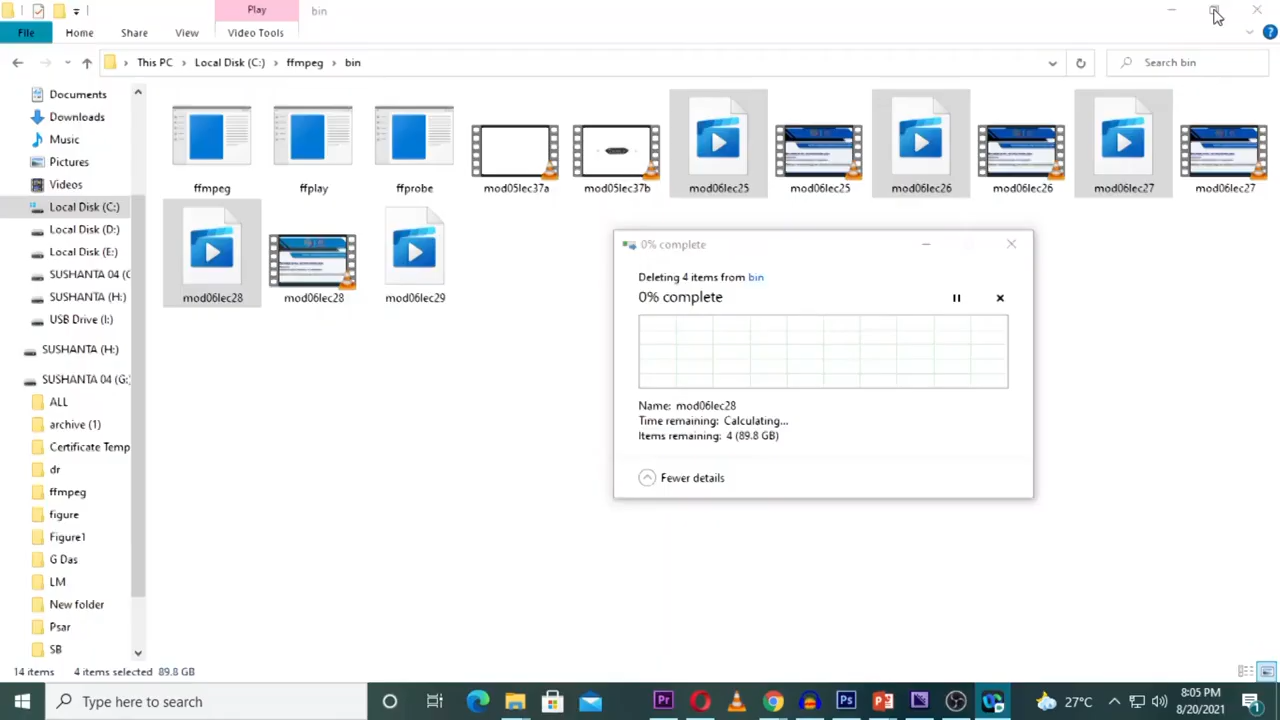 Play
bin
File
Home
Share
View
Video Tools
This PC
Local Disk (C:)
ffmpeg
bin
Search bin
Documents
Downloads
Music
Pictures
Videos
Local Disk (C:)
Local Disk (D:)
Local Disk (E:)
SUSHANTA 04 (G
SUSHANTA (H:)
USB Drive (I:)
SUSHANTA (H:)
SUSHANTA 04 (G:)
ALL
archive (1)
Certificate Temp
dr
ffmpeg
figure
Figure1
G Das
LM
New folder
Psar
SB
ffmpeg
ffplay
ffprobe
mod05lec37a
mod05lec37b
mod06lec25
mod06lec25
mod06lec26
mod06lec26
mod06lec27
mod06lec27
mod06lec28
mod06lec28
mod06lec29
0% complete
Deleting 4 items from bin
0% complete
Name: mod06lec28
Time remaining: Calculating...
Items remaining: 4 (89.8 GB)
Fewer details
14 items
4 items selected 89.8 GB
Type here to search
Pr
Ps
27°C
8:05 PM
8/20/2021
1